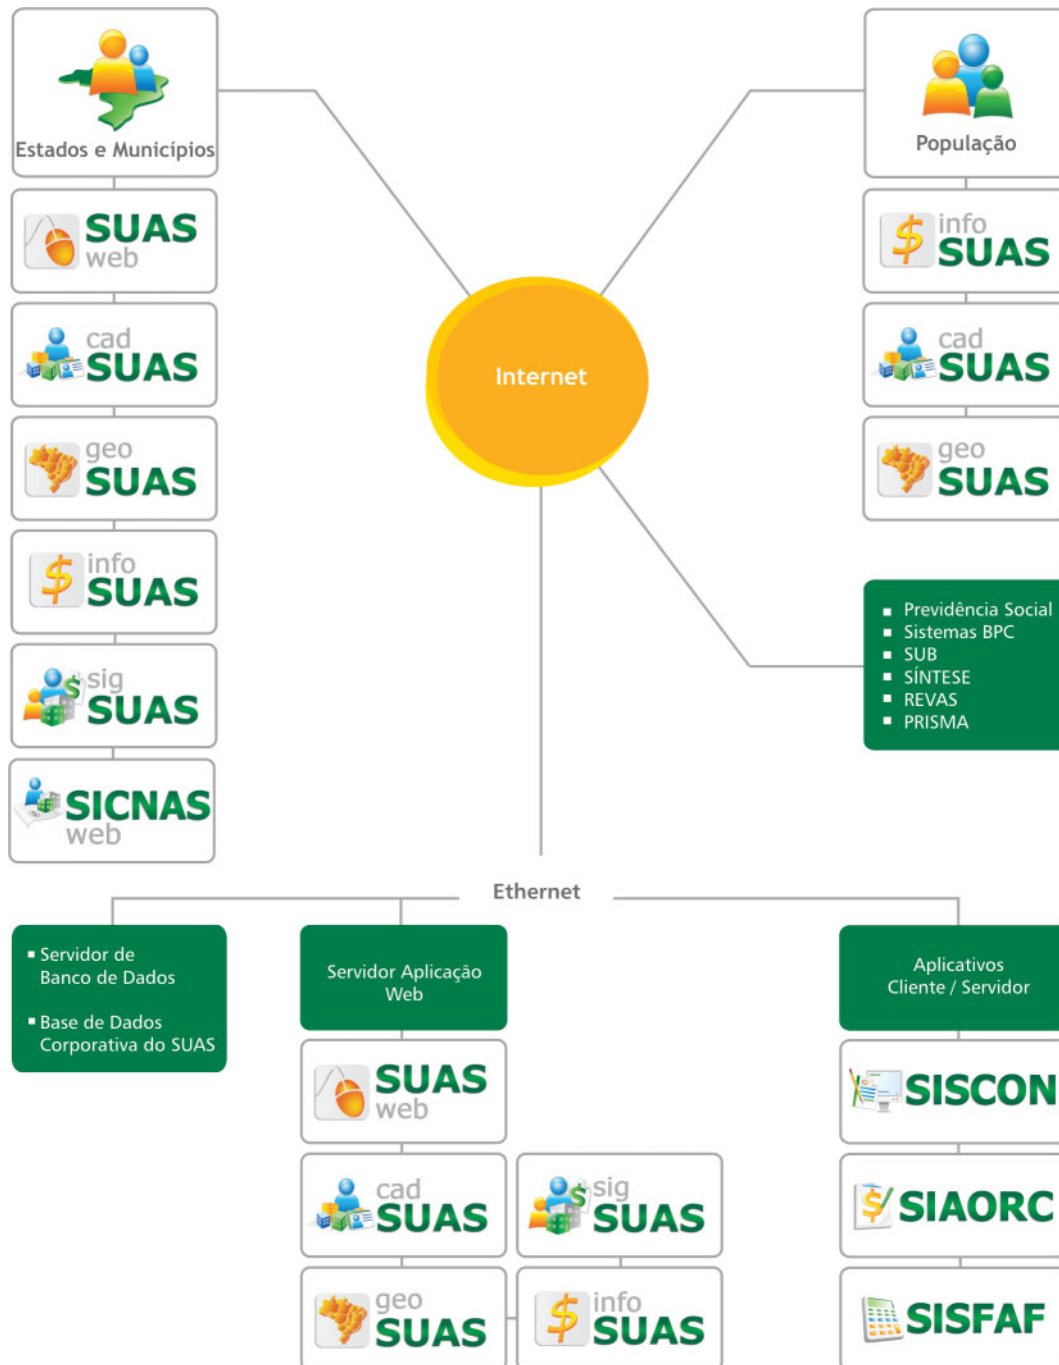 Estados e Municípios
SUAS
web
cad
SUAS
geo
SUAS
info
SUAS
sig
SUAS
SICNAS
web
Internet
População
info
SUAS
cad
SUAS
geo
SUAS
▪ Previdência Social
▪ Sistemas BPC
▪ SUB
▪ SÍNTESE
▪ REVAS
▪ PRISMA
Ethernet
▪ Servidor de
Banco de Dados
▪ Base de Dados
Corporativa do SUAS
Servidor Aplicação
Web
SUAS
web
cad
SUAS
sig
SUAS
geo
SUAS
info
SUAS
Aplicativos
Cliente / Servidor
SISCON
SIAORC
SISFAF